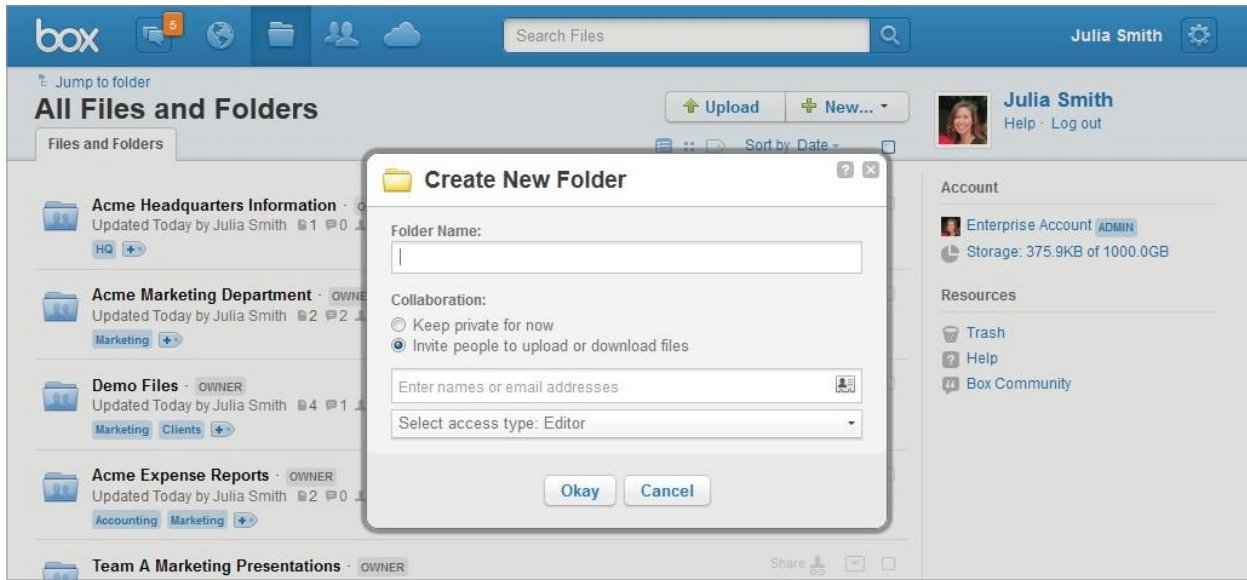 box
5
Search Files
Julia Smith
Jump to folder
All Files and Folders
Upload
New...
Julia Smith
Help · Log out
Files and Folders
Sort by Date
Create New Folder
?
Folder Name:
Collaboration:
Keep private for now
Invite people to upload or download files
Enter names or email addresses
Select access type: Editor
Okay
Cancel
Acme Headquarters Information ·
Updated Today by Julia Smith 1 0
HQ +
Acme Marketing Department · OWNE
Updated Today by Julia Smith 2 2
Marketing +
Demo Files · OWNER
Updated Today by Julia Smith 4 1
Marketing Clients +
Acme Expense Reports · OWNER
Updated Today by Julia Smith 2 0
Accounting Marketing +
Team A Marketing Presentations · OWNER
Share
Account
Enterprise Account ADMIN
Storage: 375.9KB of 1000.0GB
Resources
Trash
? Help
Box Community